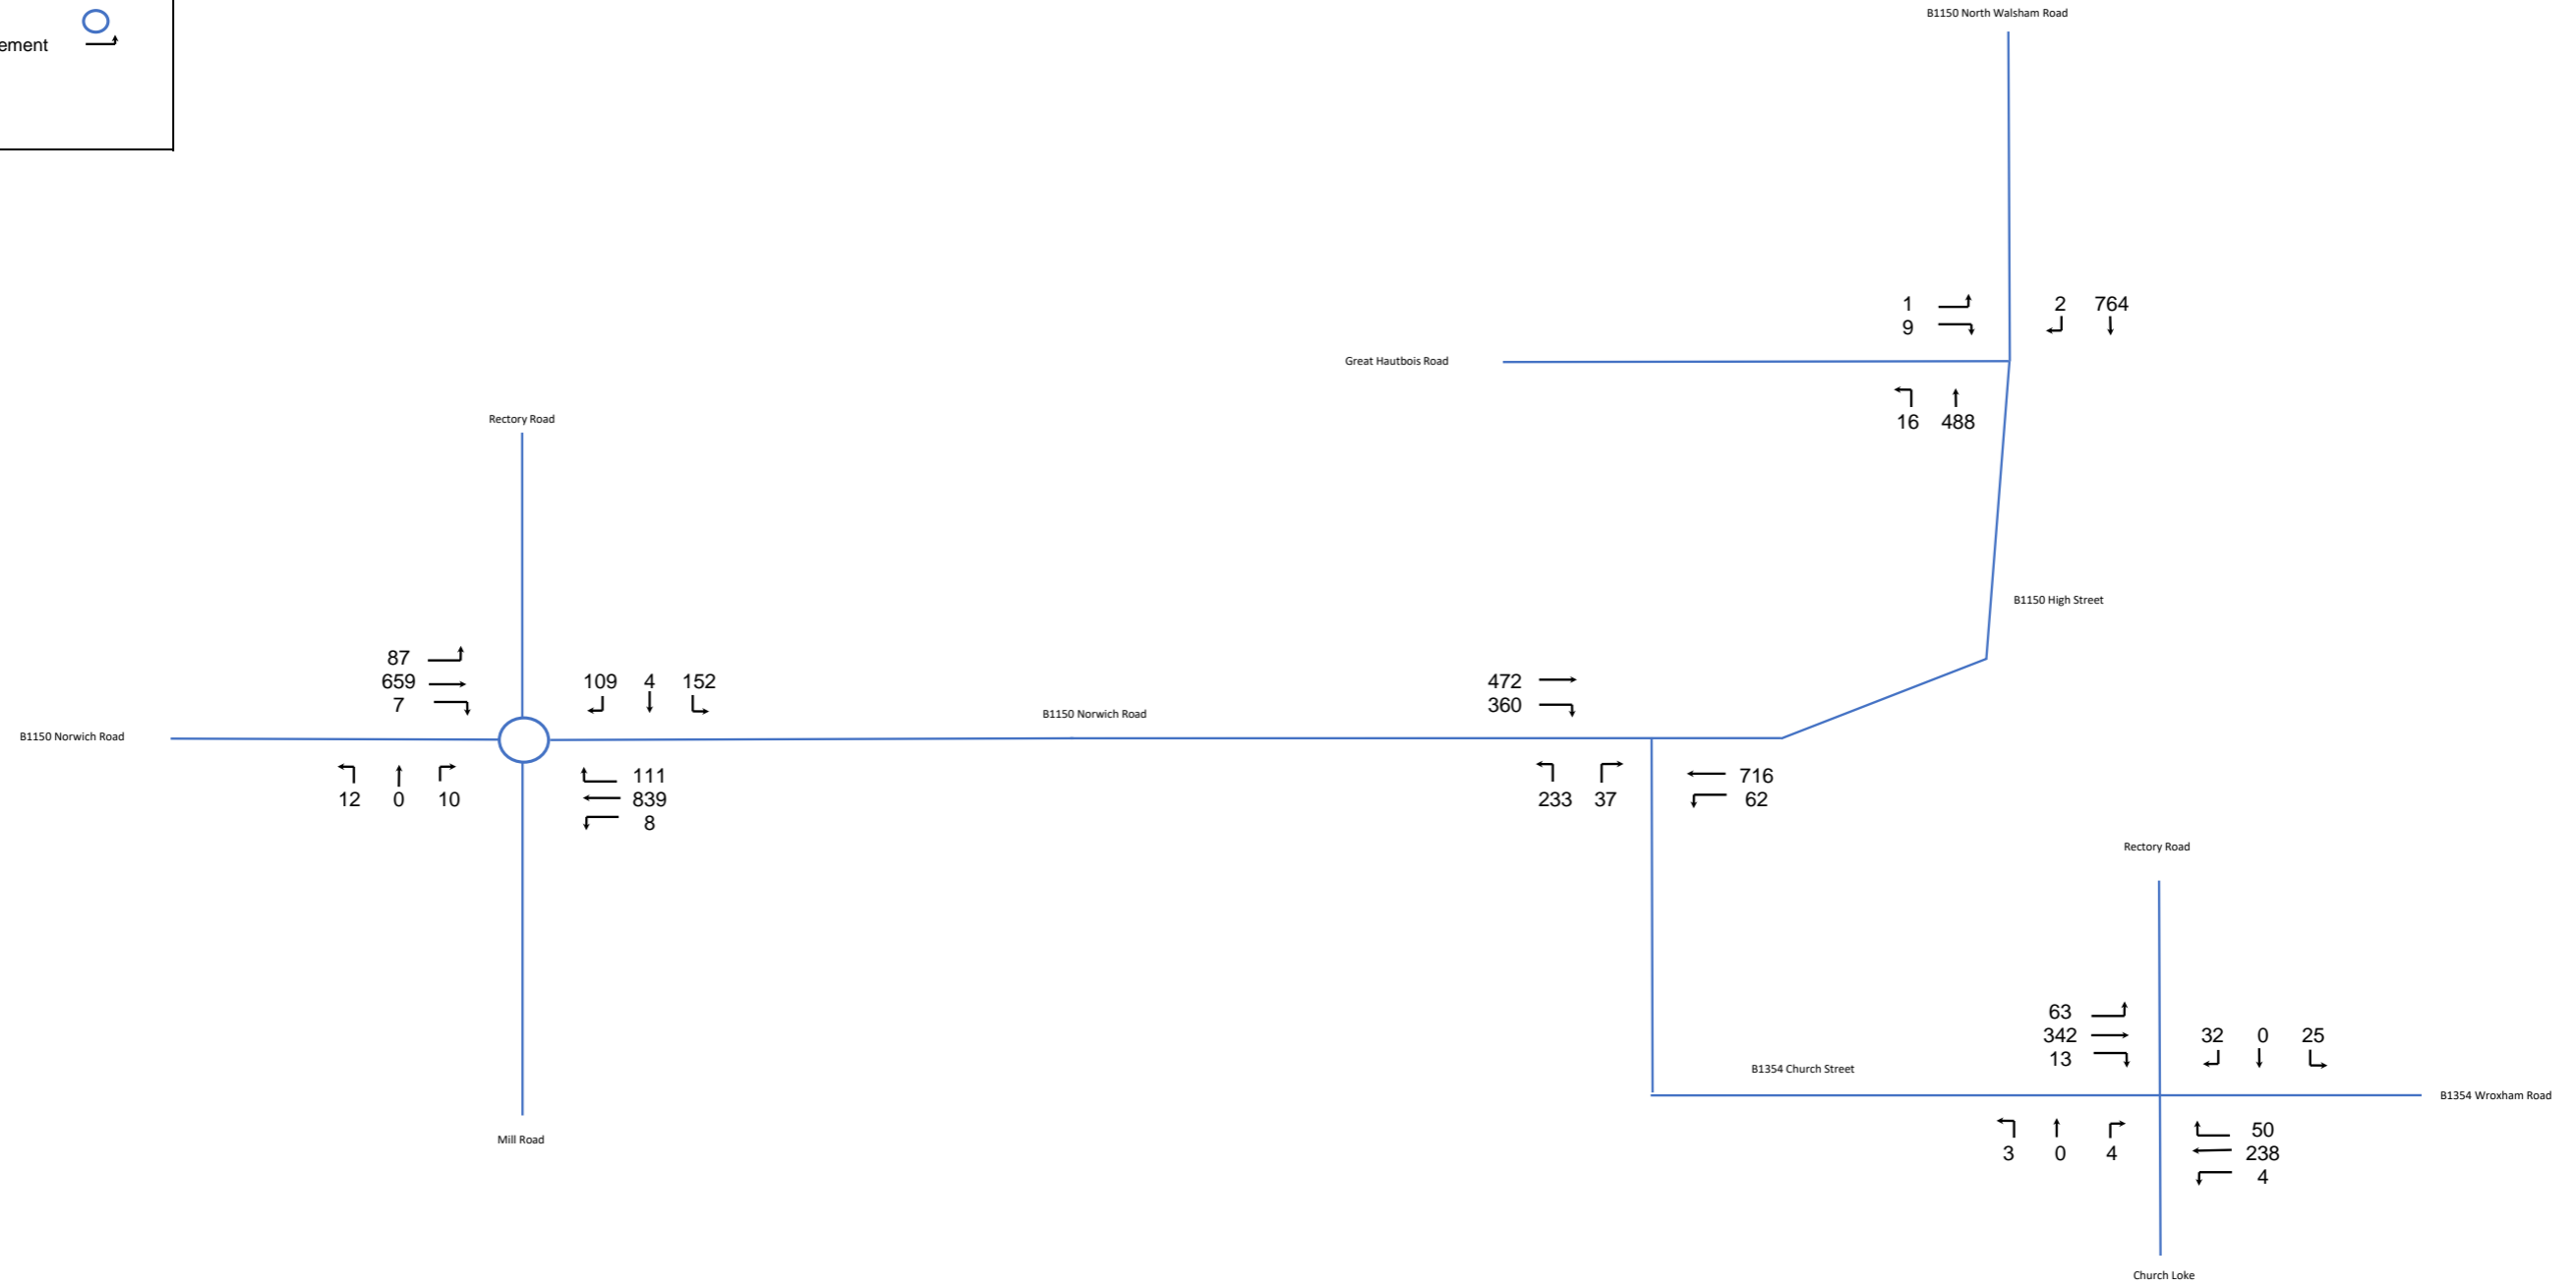 ement
B1150 North Walsham Road
1
2 764
9
Great Hautbois Road
16 488
Rectory Road
B1150 High Street
87
659
7
109 4 152
472
360
B1150 Norwich Road
B1150 Norwich Road
12 0 10
111
839
8
233 37
716
62
Rectory Road
63
342
13
32 0 25
B1354 Church Street
B1354 Wroxham Road
3 0 4
50
238
4
Mill Road
Church Loke